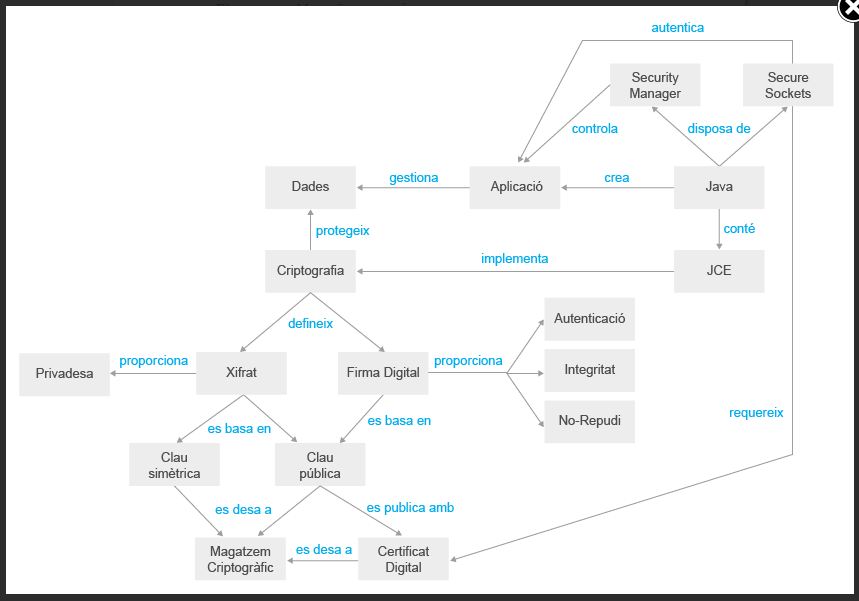 autentica
Security
Manager
Secure
Sockets
controla
disposa de
Dades
gestiona
Aplicació
crea
Java
protegeix
conté
Criptografia
implementa
JCE
defineix
Autenticació
Privadesa
proporciona
Xifrat
Firma Digital
proporciona
Integritat
No-Repudi
requereix
es basa en
es basa en
Clau
simètrica
Clau
pública
es desa a
es publica amb
Magatzem
Criptogràfic
es desa a
Certificat
Digital